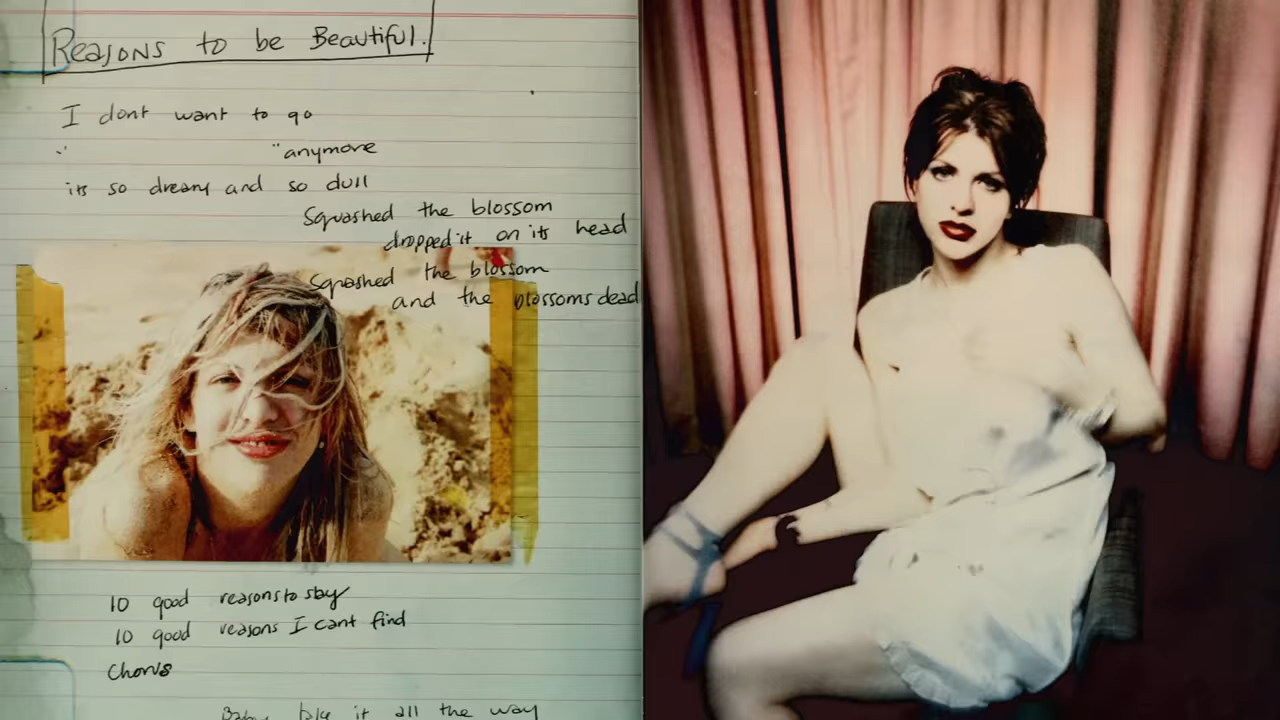 Reasons to be Beautiful.
I dont want to go
" "anymore
its so dreary and so dull
Squashed the blossom
dropped it on its head
Squashed the blossom
and the blossoms dead
10 good reasons to stay
10 good reasons I cant find
Chorus
Baby take it all the way